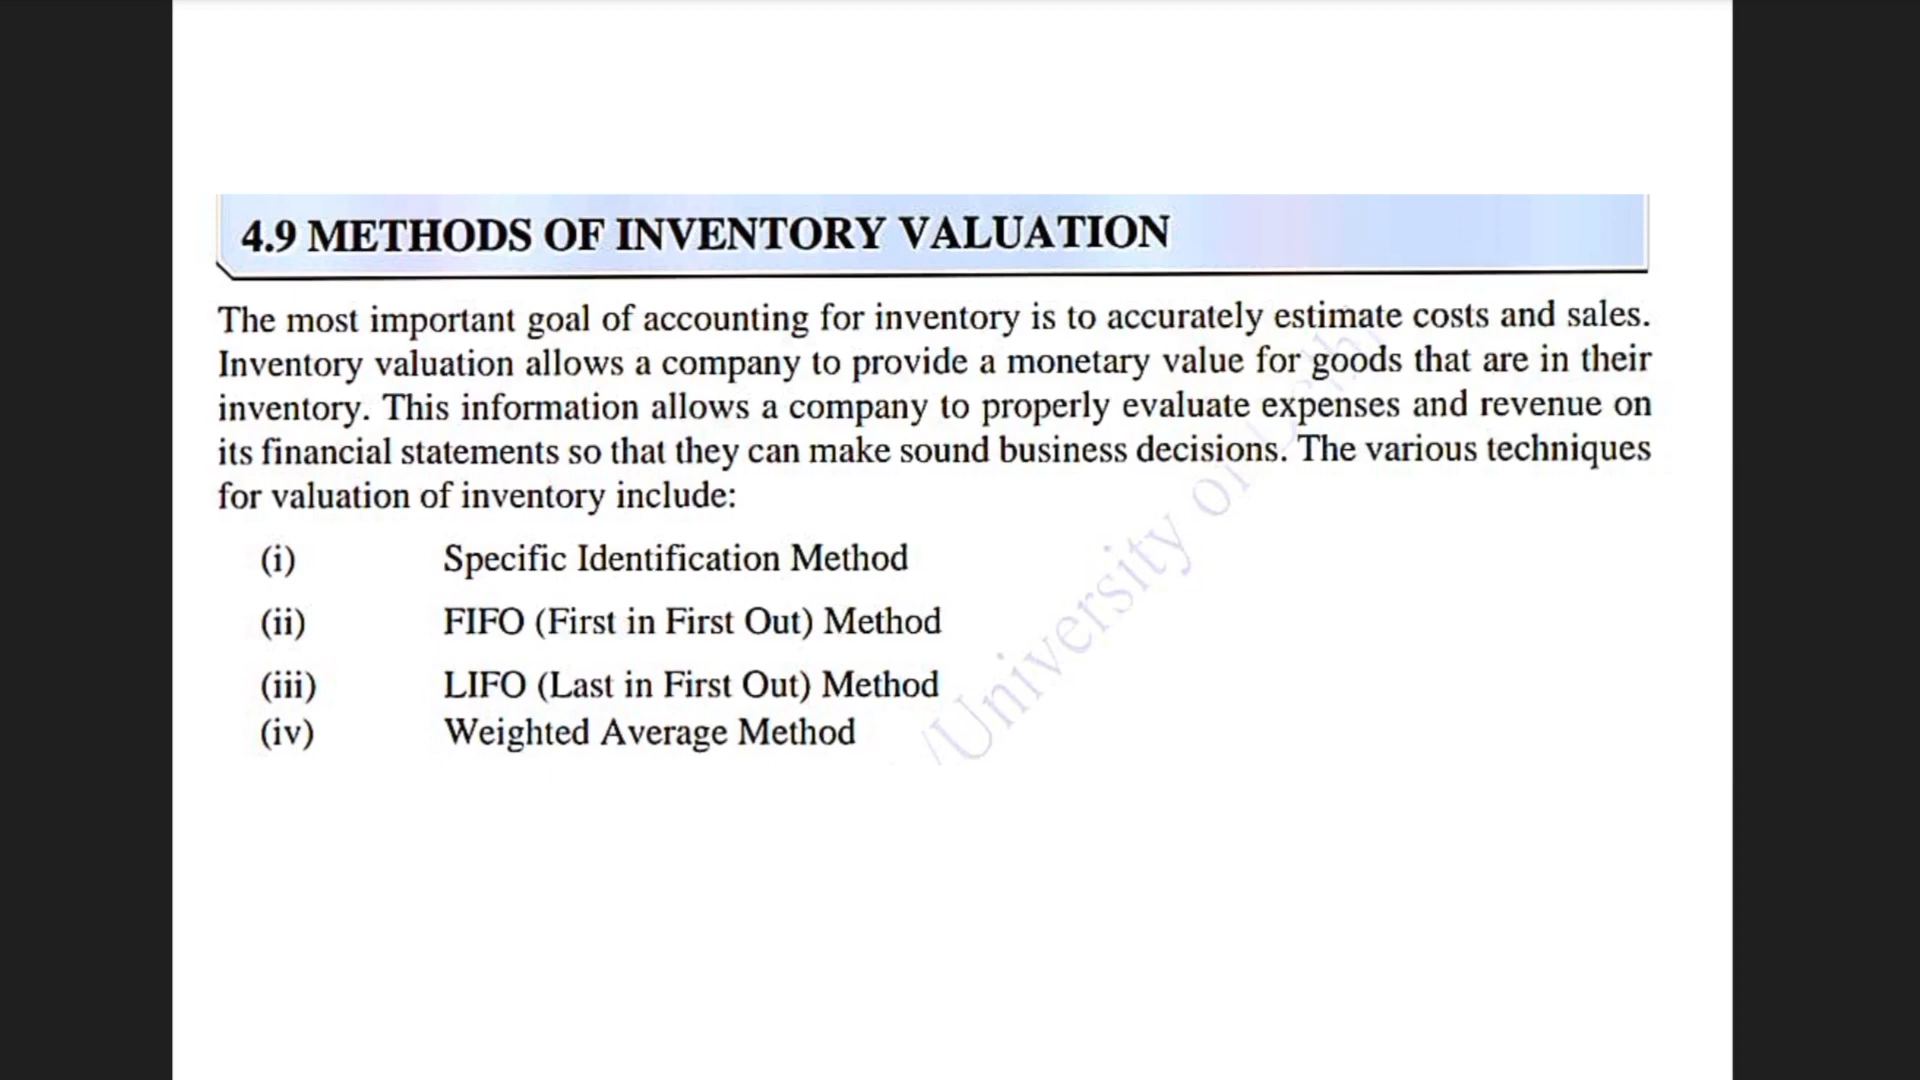 4.9 METHODS OF INVENTORY VALUATION
The most important goal of accounting for inventory is to accurately estimate costs and sales.
Inventory valuation allows a company to provide a monetary value for goods that are in their
inventory. This information allows a company to properly evaluate expenses and revenue on
its financial statements so that they can make sound business decisions. The various techniques
for valuation of inventory include:
(i) Specific Identification Method
(ii) FIFO (First in First Out) Method
(iii) LIFO (Last in First Out) Method
(iv) Weighted Average Method
/University of